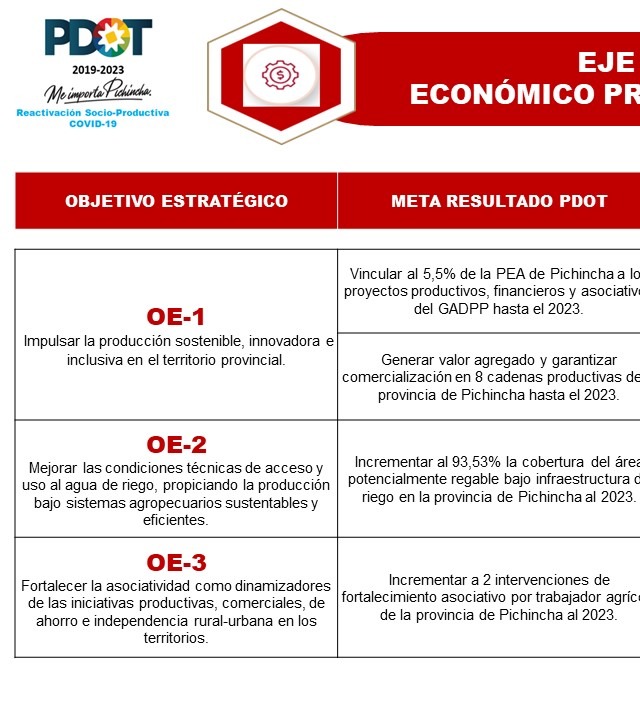 PDOT
2019-2023
Me importa Pichincha.
Reactivación Socio-Productiva
COVID-19
EJE
ECONÓMICO PR
OBJETIVO ESTRATÉGICO
META RESULTADO PDOT
OE-1
Impulsar la producción sostenible, innovadora e
inclusiva en el territorio provincial.
Vincular al 5,5% de la PEA de Pichincha a lo
proyectos productivos, financieros y asociativ
del GADPP hasta el 2023.
Generar valor agregado y garantizar
comercialización en 8 cadenas productivas de
provincia de Pichincha hasta el 2023.
OE-2
Mejorar las condiciones técnicas de acceso y
uso al agua de riego, propiciando la producción
bajo sistemas agropecuarios sustentables y
eficientes.
Incrementar al 93,53% la cobertura del área
potencialmente regable bajo infraestructura d
riego en la provincia de Pichincha al 2023.
OE-3
Fortalecer la asociatividad como dinamizadores
de las iniciativas productivas, comerciales, de
ahorro e independencia rural-urbana en los
territorios.
Incrementar a 2 intervenciones de
fortalecimiento asociativo por trabajador agríc
de la provincia de Pichincha al 2023.